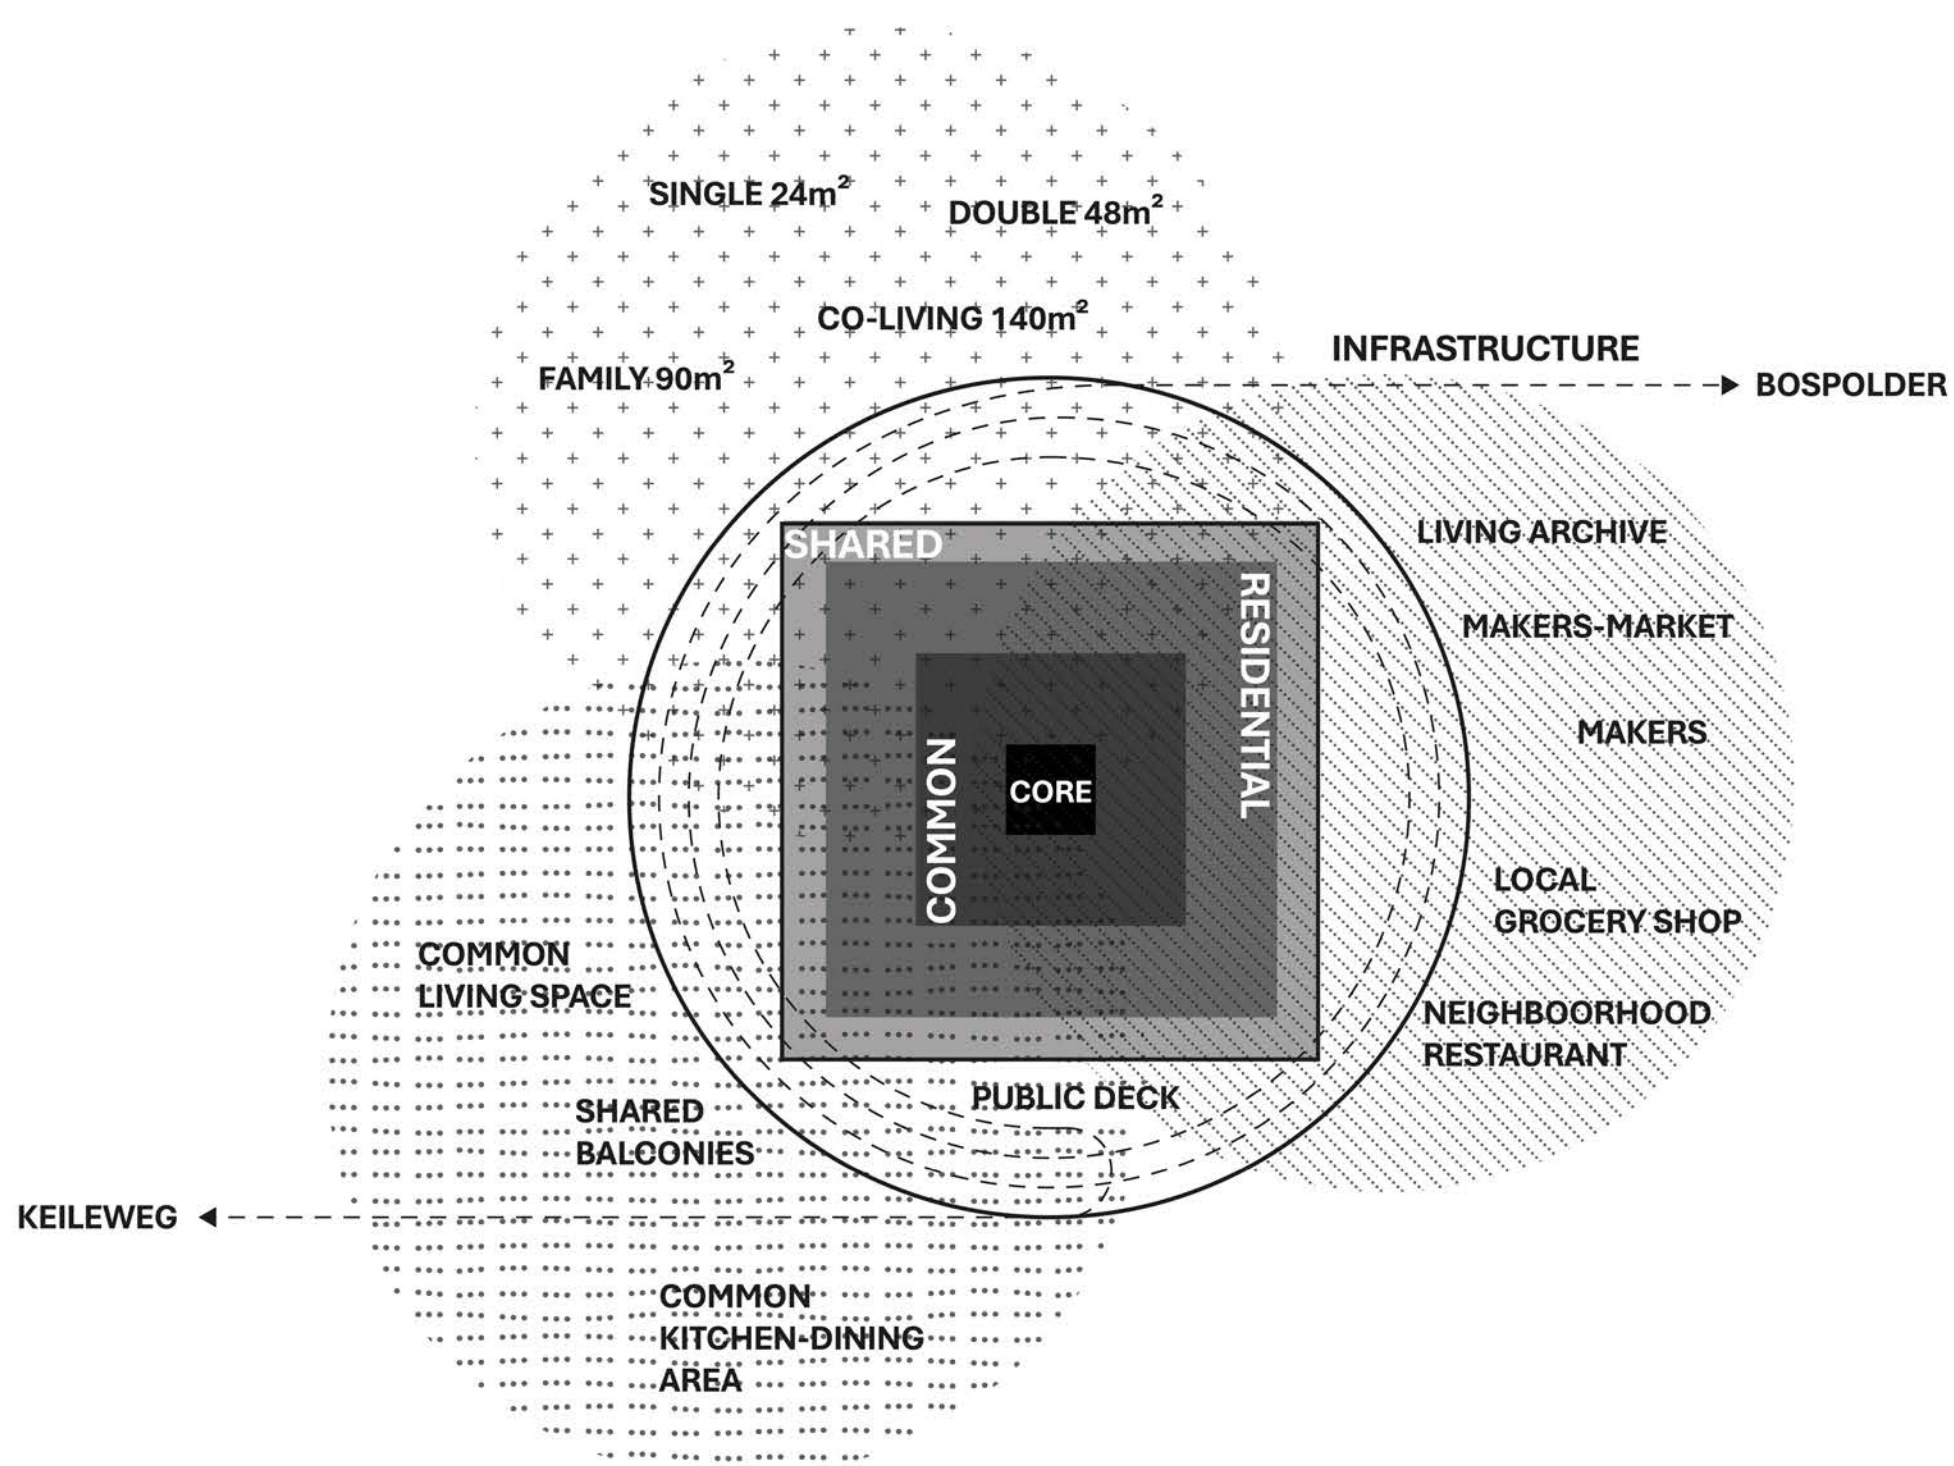 SINGLE 24m²
DOUBLE 48m²
CO-LIVING 140m²
FAMILY 90m²
INFRASTRUCTURE
BOSPOLDER
SHARED
RESIDENTIAL
COMMON
CORE
LIVING ARCHIVE
MAKERS-MARKET
MAKERS
LOCAL
GROCERY SHOP
NEIGHBOORHOOD
RESTAURANT
COMMON
LIVING SPACE
PUBLIC DECK
SHARED
BALCONIES
KEILEWEG
COMMON
KITCHEN-DINING
AREA